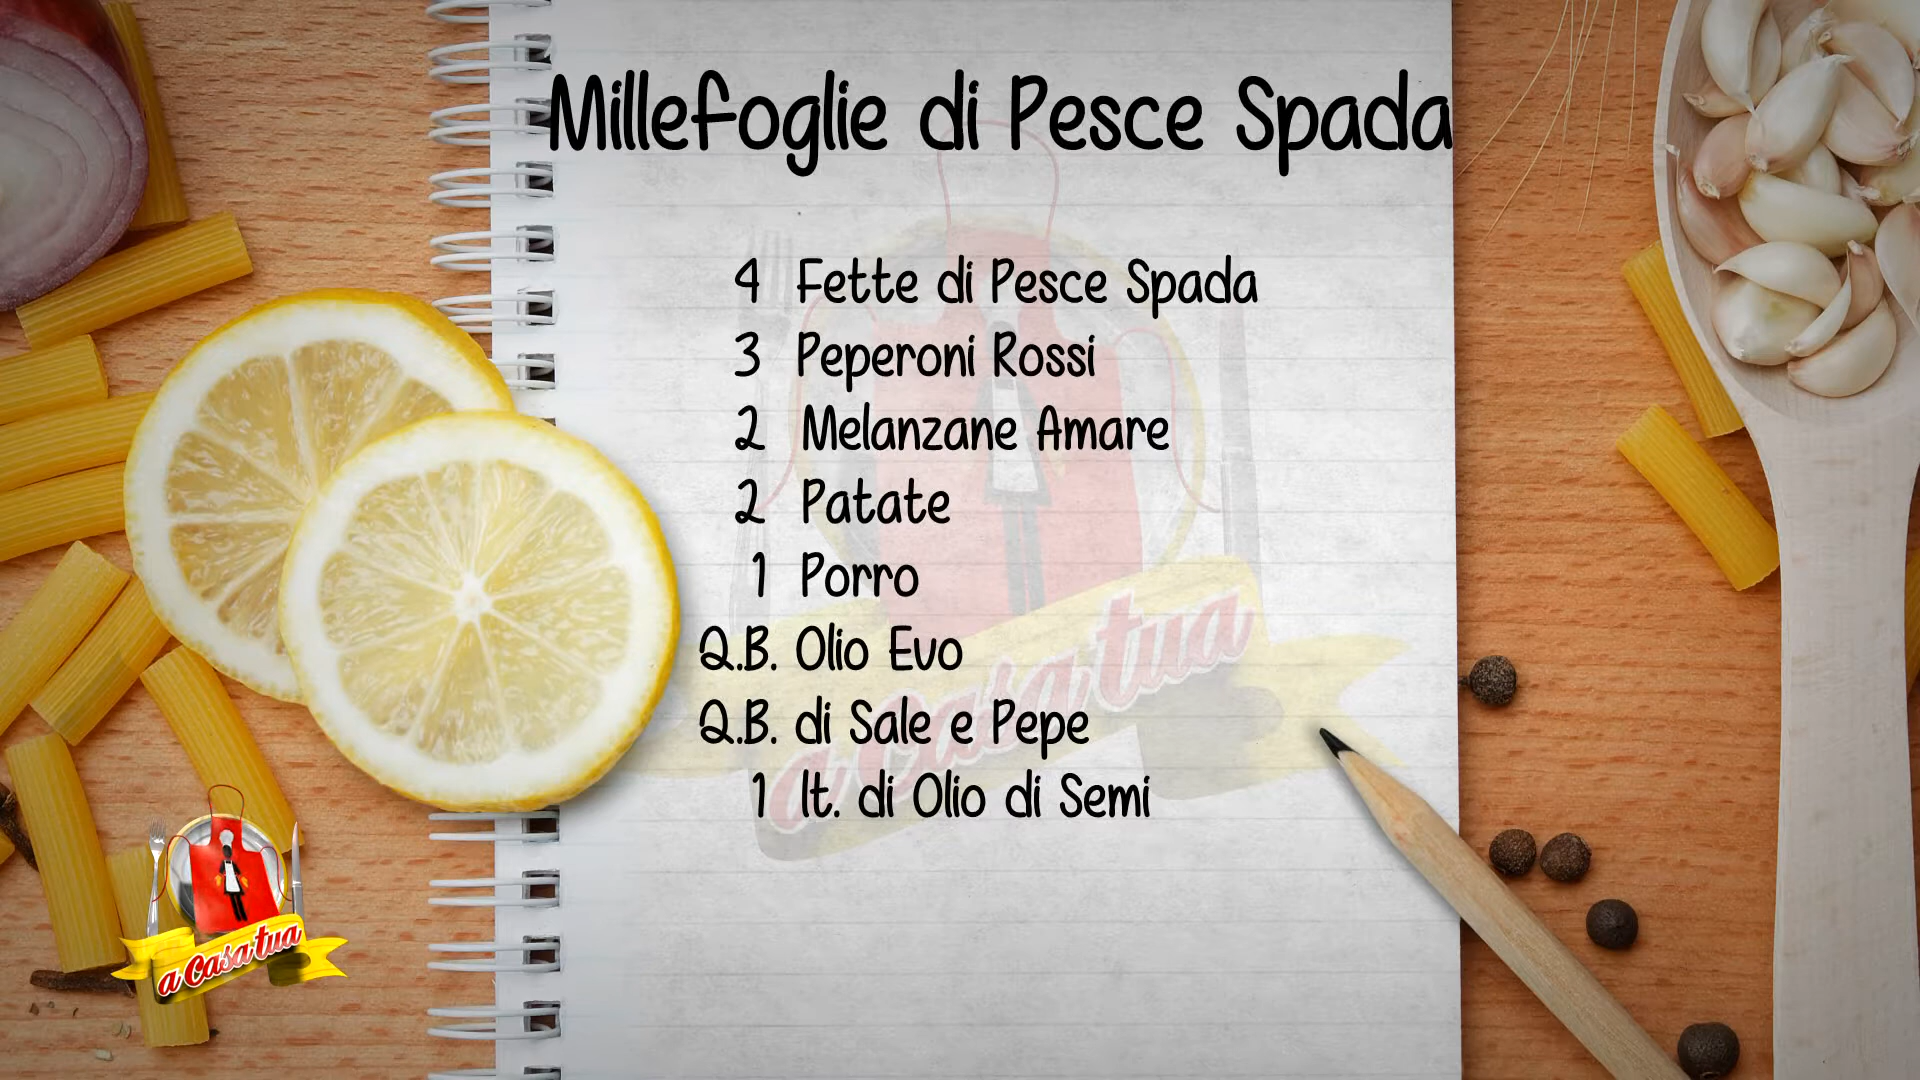 Millefoglie di Pesce Spada
4 Fette di Pesce Spada
3 Peperoni Rossi
2 Melanzane Amare
2 Patate
1 Porro
Q.B. Olio Evo
Q.B. di Sale e Pepe
1 lt. di Olio di Semi
a Casa tua
a Casa tua